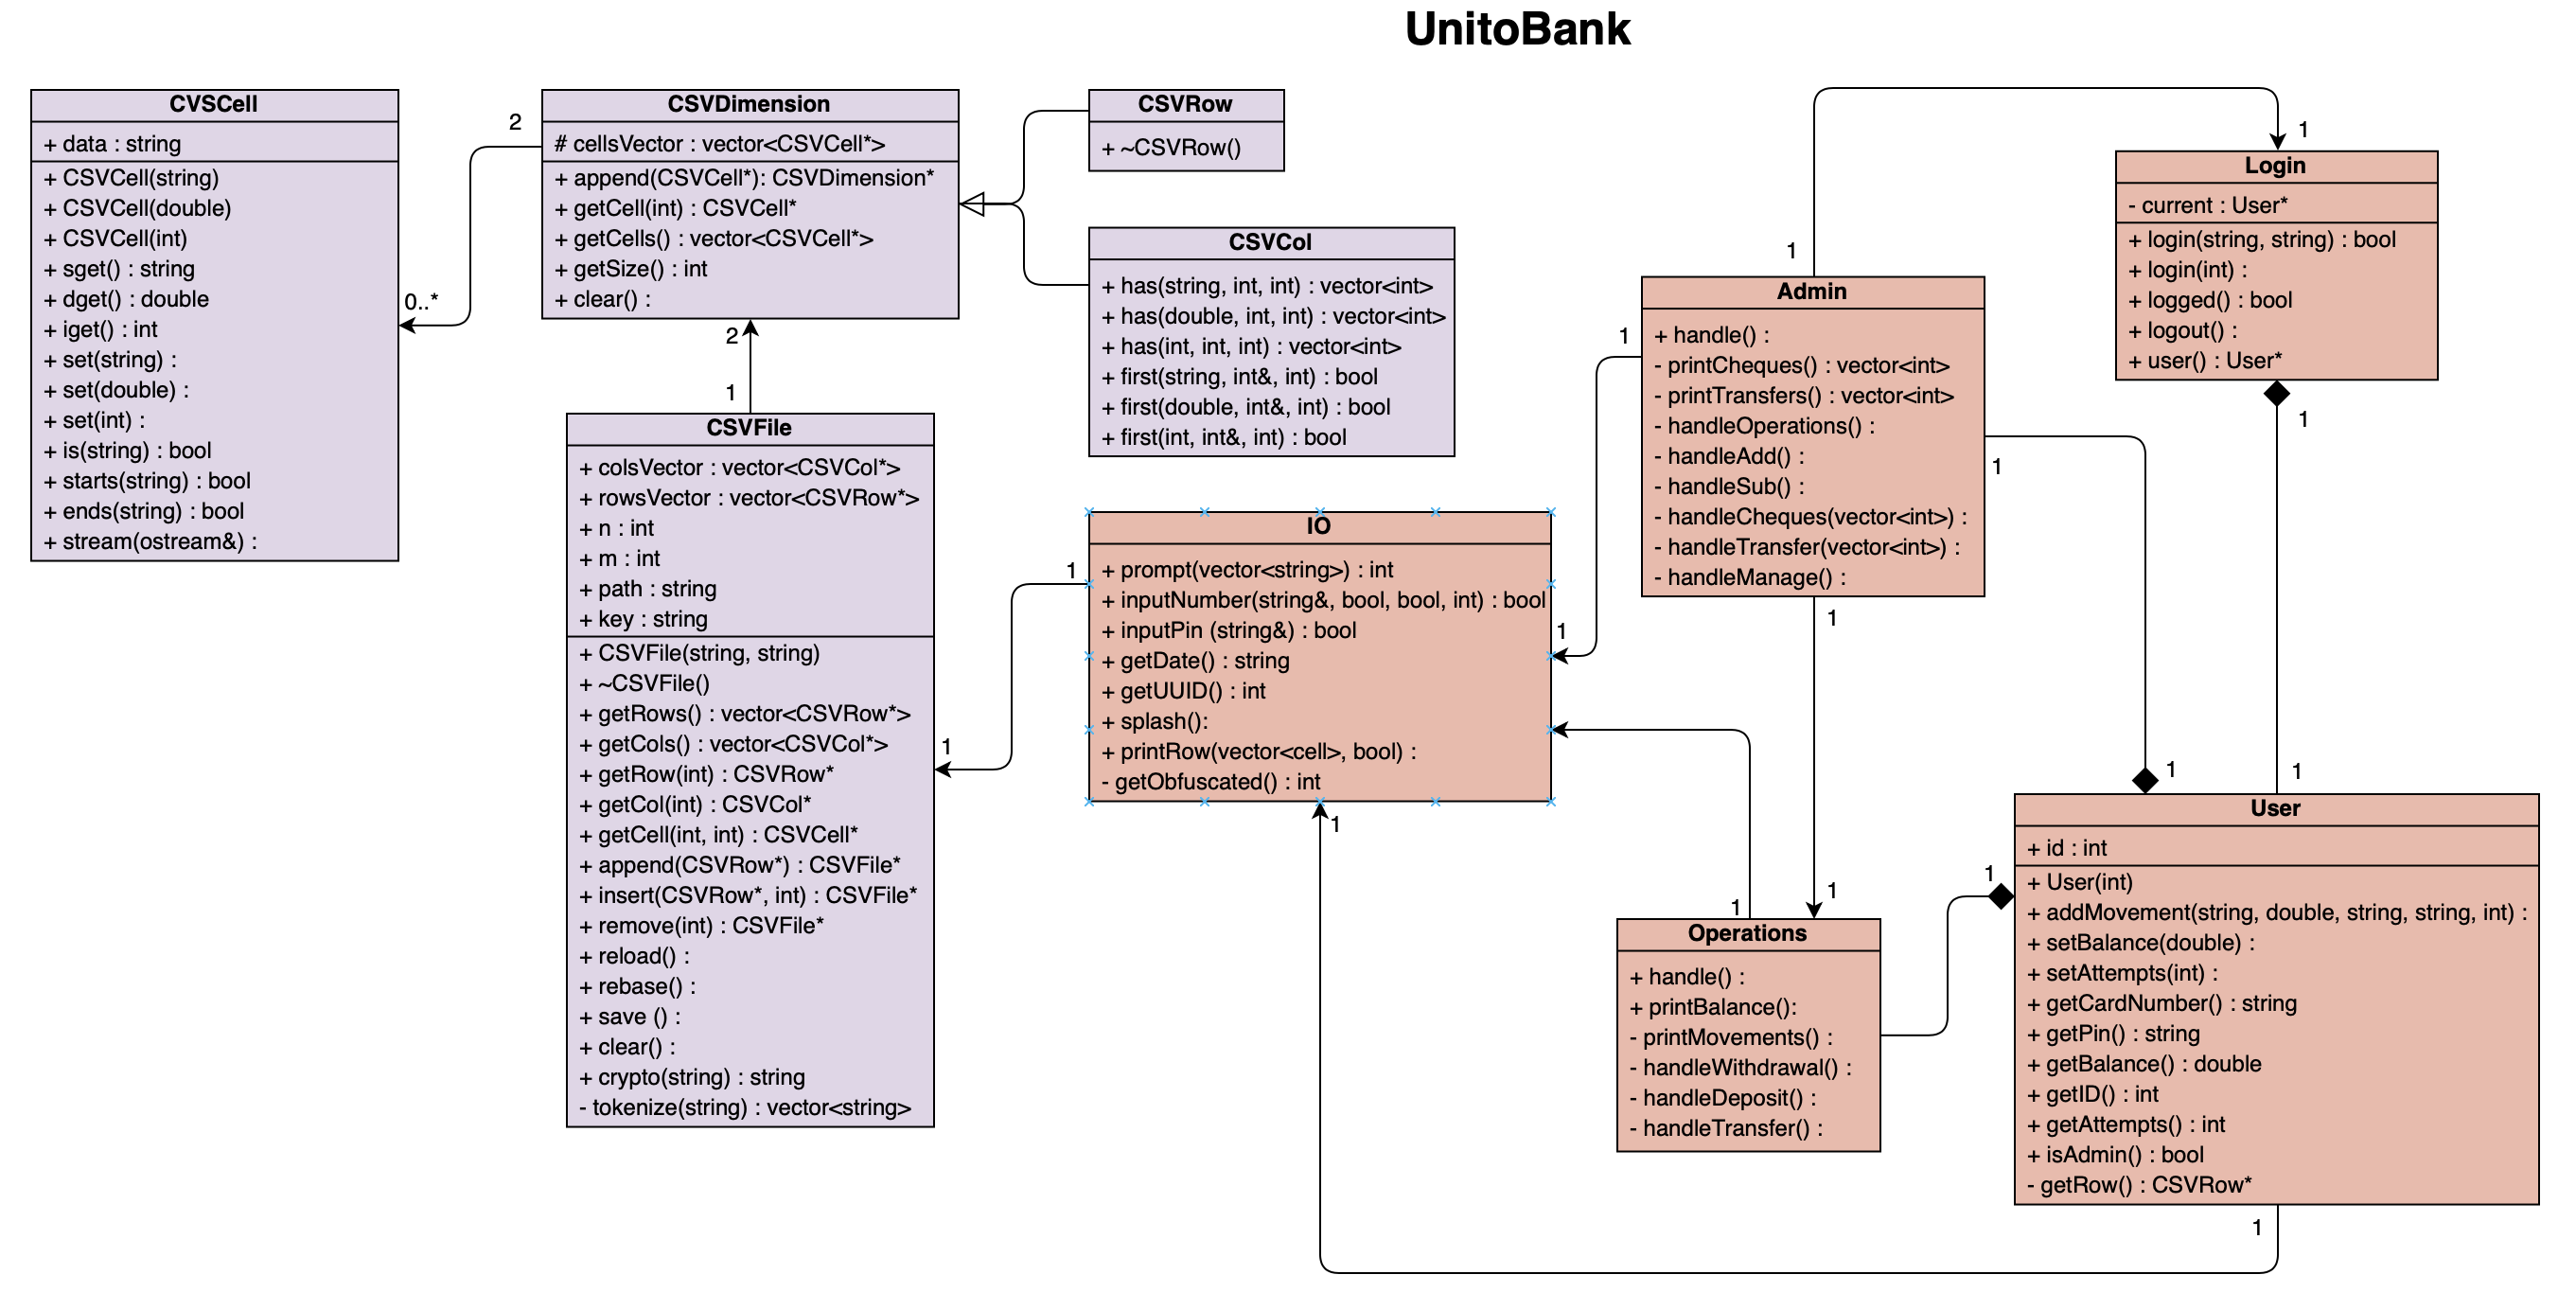 UnitoBank
CVSCell
+ data : string
+ CSVCell(string)
+ CSVCell(double)
+ CSVCell(int)
+ sget() : string
+ dget() : double
+ iget() : int
+ set(string) :
+ set(double) :
+ set(int) :
+ is(string) : bool
+ starts(string) : bool
+ ends(string) : bool
+ stream(ostream&) :
0..*
2
CSVDimension
# cellsVector : vector<CSVCell*>
+ append(CSVCell*): CSVDimension*
+ getCell(int) : CSVCell*
+ getCells() : vector<CSVCell*>
+ getSize() : int
+ clear() :
2
1
CSVRow
+ ~CSVRow()
CSVCol
+ has(string, int, int) : vector<int>
+ has(double, int, int) : vector<int>
+ has(int, int, int) : vector<int>
+ first(string, int&, int) : bool
+ first(double, int&, int) : bool
+ first(int, int&, int) : bool
CSVFile
+ colsVector : vector<CSVCol*>
+ rowsVector : vector<CSVRow*>
+ n : int
+ m : int
+ path : string
+ key : string
+ CSVFile(string, string)
+ ~CSVFile()
+ getRows() : vector<CSVRow*>
+ getCols() : vector<CSVCol*>
+ getRow(int) : CSVRow*
+ getCol(int) : CSVCol*
+ getCell(int, int) : CSVCell*
+ append(CSVRow*) : CSVFile*
+ insert(CSVRow*, int) : CSVFile*
+ remove(int) : CSVFile*
+ reload() :
+ rebase() :
+ save () :
+ clear() :
+ crypto(string) : string
- tokenize(string) : vector<string>
1
1
IO
+ prompt(vector<string>) : int
+ inputNumber(string&, bool, bool, int) : bool
+ inputPin (string&) : bool
+ getDate() : string
+ getUUID() : int
+ splash():
+ printRow(vector<cell>, bool) :
- getObfuscated() : int
1
1
1
1
Admin
+ handle() :
- printCheques() : vector<int>
- printTransfers() : vector<int>
- handleOperations() :
- handleAdd() :
- handleSub() :
- handleCheques(vector<int>) :
- handleTransfer(vector<int>) :
- handleManage() :
1
1
1
1
Login
- current : User*
+ login(string, string) : bool
+ login(int) :
+ logged() : bool
+ logout() :
+ user() : User*
1
1
1
1
Operations
+ handle() :
+ printBalance():
- printMovements() :
- handleWithdrawal() :
- handleDeposit() :
- handleTransfer() :
1
1
User
+ id : int
+ User(int)
+ addMovement(string, double, string, string, int) :
+ setBalance(double) :
+ setAttempts(int) :
+ getCardNumber() : string
+ getPin() : string
+ getBalance() : double
+ getID() : int
+ getAttempts() : int
+ isAdmin() : bool
- getRow() : CSVRow*
1